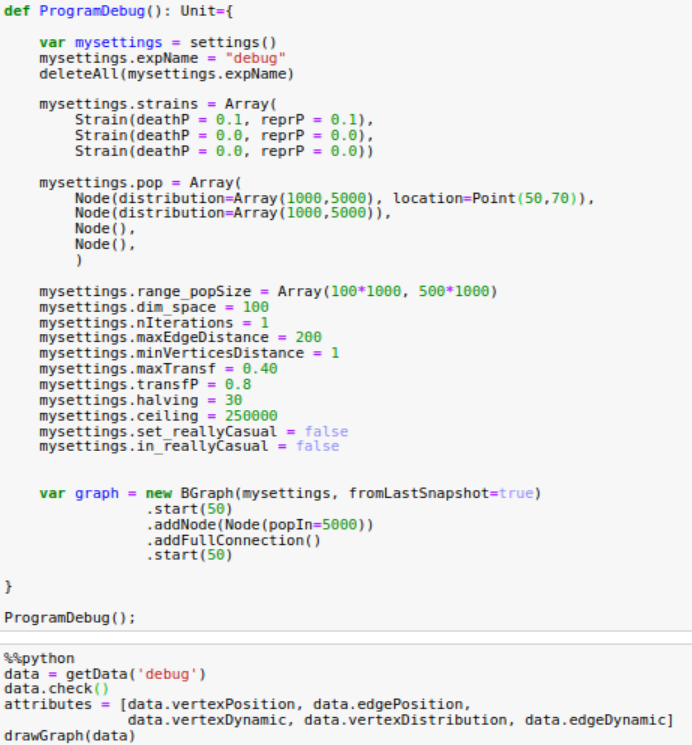 def ProgramDebug(): Unit={
var mysettings = settings()
mysettings.expName = "debug"
deleteAll(mysettings.expName)
mysettings.strains = Array(
Strain(deathP = 0.1, reprP = 0.1),
Strain(deathP = 0.0, reprP = 0.0),
Strain(deathP = 0.0, reprP = 0.0))
mysettings.pop = Array(
Node(distribution=Array(1000,5000), location=Point(50,70)),
Node(distribution=Array(1000,5000)),
Node(),
Node(),
)
mysettings.range_popSize = Array(100*1000, 500*1000)
mysettings.dim_space = 100
mysettings.nIterations = 1
mysettings.maxEdgeDistance = 200
mysettings.minVerticesDistance = 1
mysettings.maxTransf = 0.40
mysettings.transfP = 0.8
mysettings.halving = 30
mysettings.ceiling = 250000
mysettings.set_reallyCasual = false
mysettings.in_reallyCasual = false
var graph = new BGraph(mysettings, fromLastSnapshot=true)
.start(50)
.addNode(Node(popIn=5000))
.addFullConnection()
.start(50)
}
ProgramDebug();
%%python
data = getData('debug')
data.check()
attributes = [data.vertexPosition, data.edgePosition,
data.vertexDynamic, data.vertexDistribution, data.edgeDynamic]
drawGraph(data)